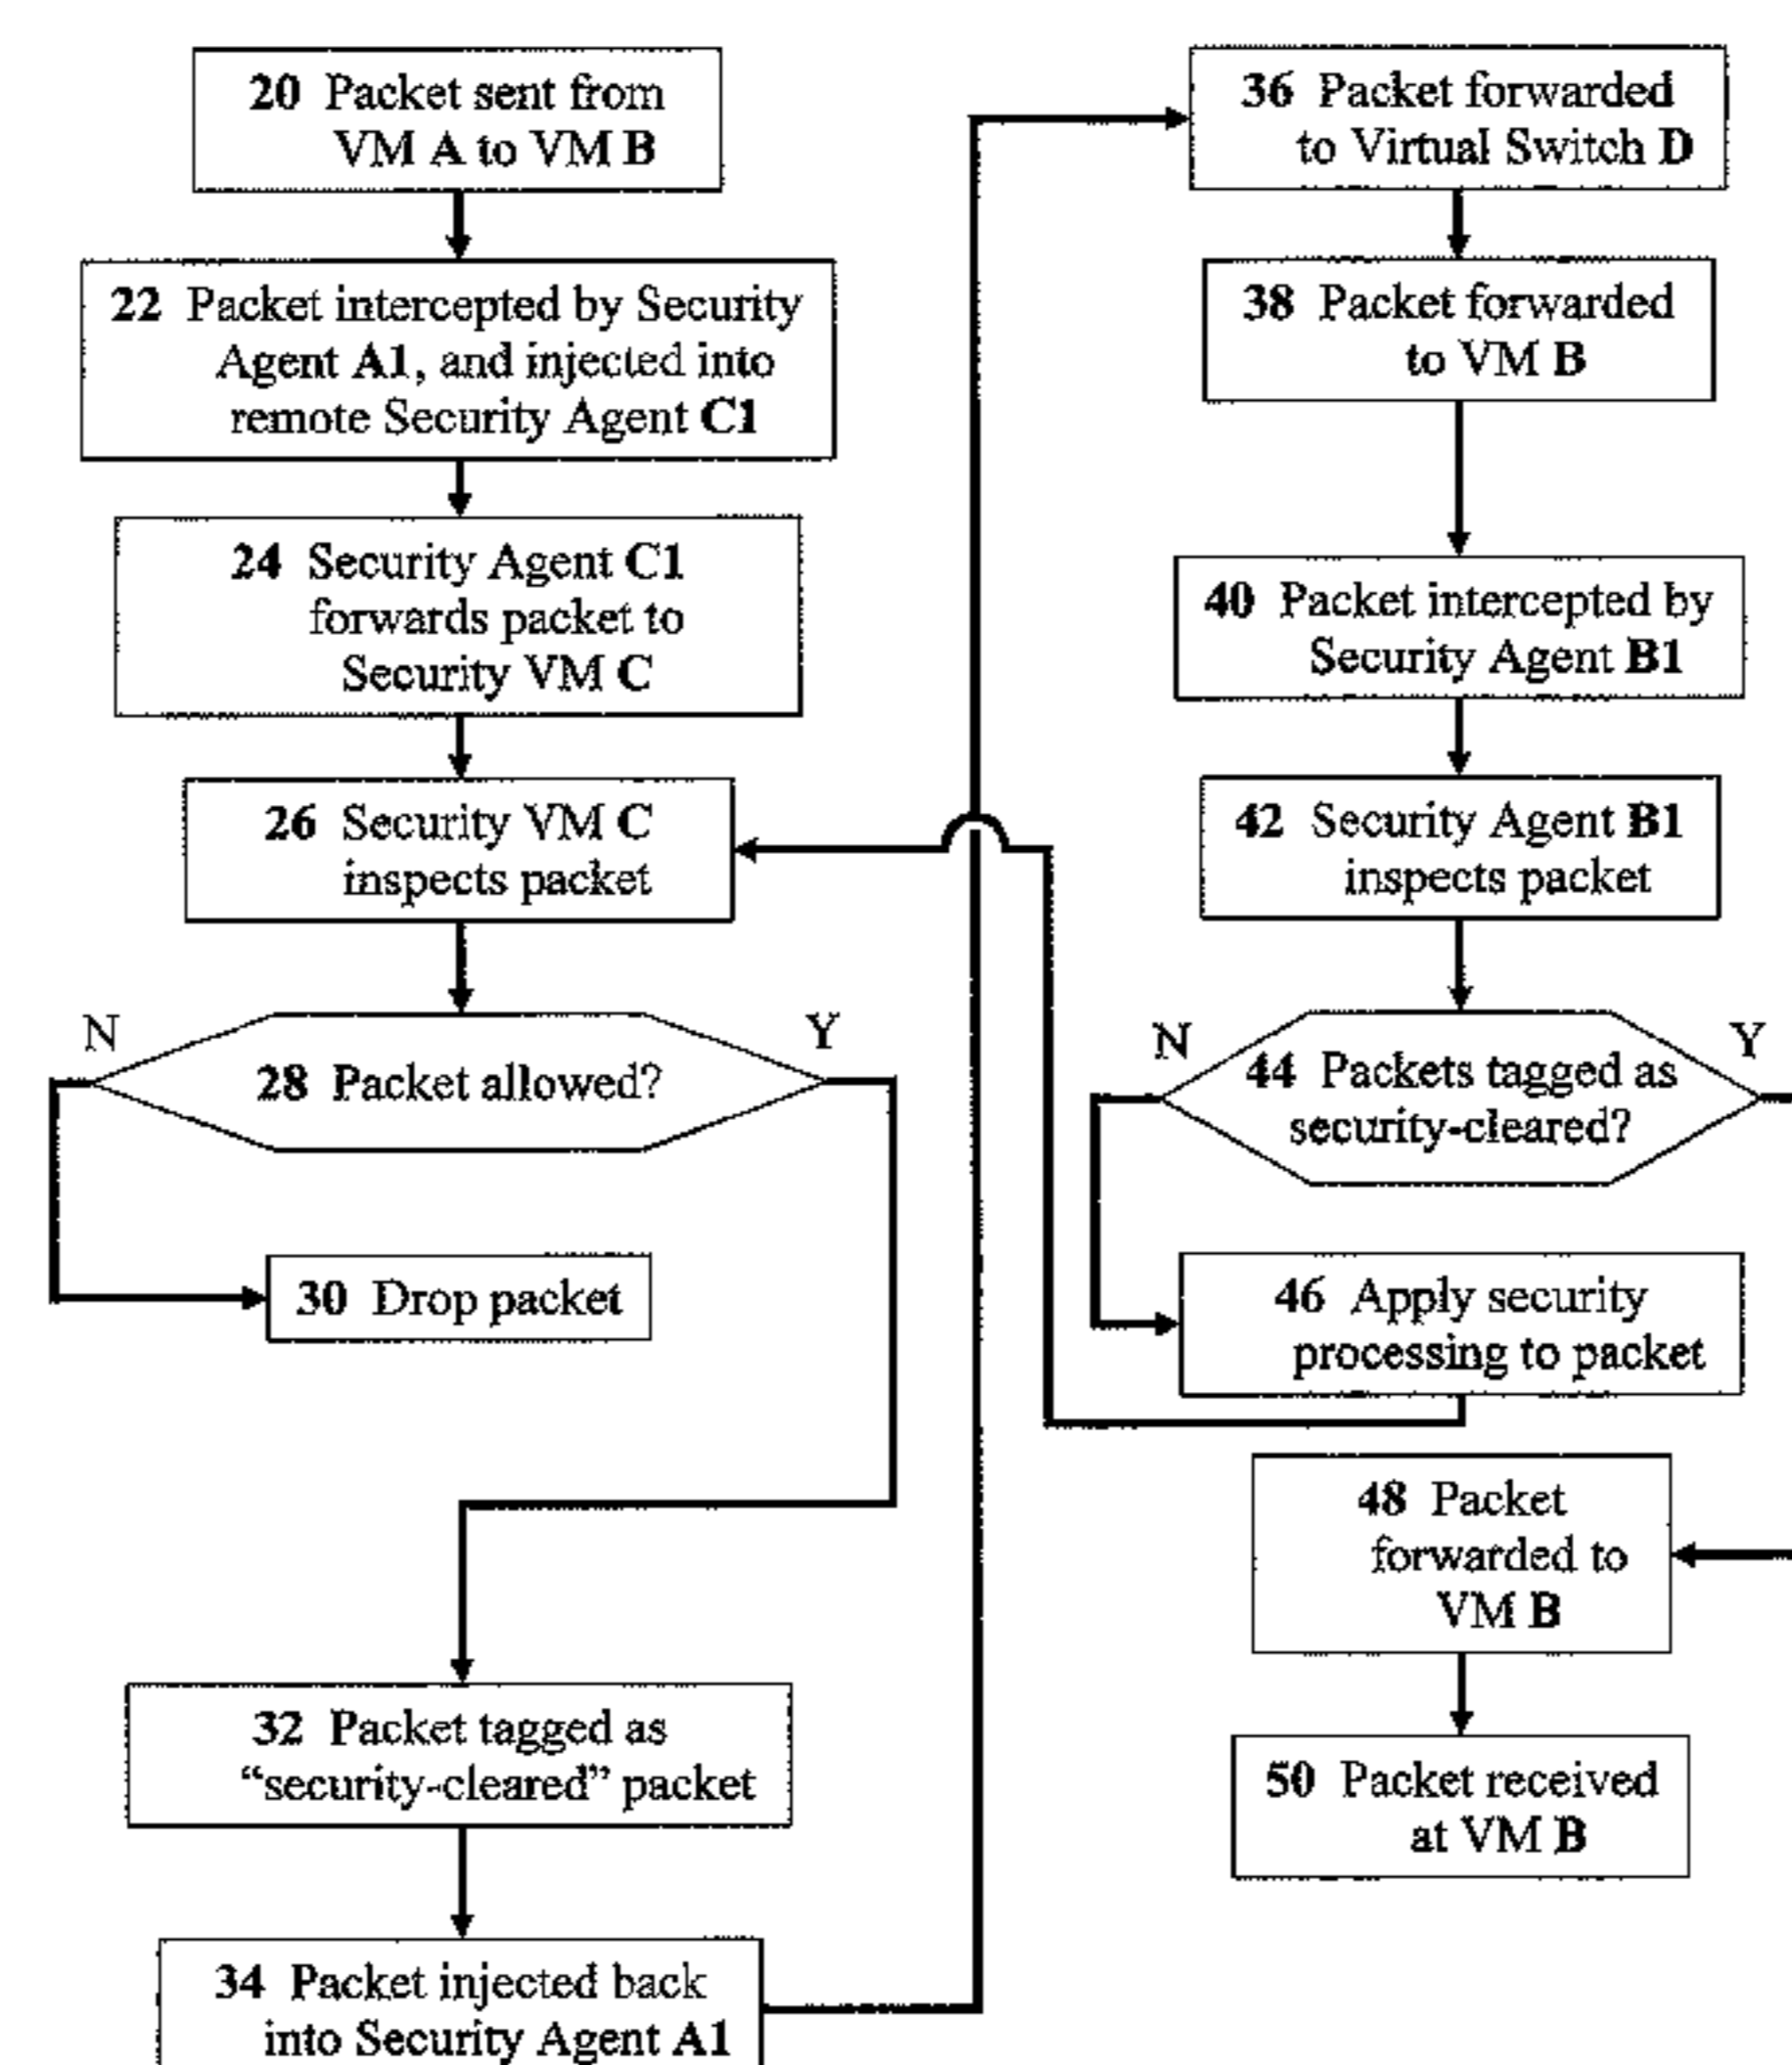 20 Packet sent from
VM A to VM B
22 Packet intercepted by Security
Agent A1, and injected into
remote Security Agent C1
24 Security Agent C1
forwards packet to
Security VM C
26 Security VM C
inspects packet
N
Y
28 Packet allowed?
30 Drop packet
32 Packet tagged as
“security-cleared” packet
34 Packet injected back
into Security Agent A1
36 Packet forwarded
to Virtual Switch D
38 Packet forwarded
to VM B
40 Packet intercepted by
Security Agent B1
42 Security Agent B1
inspects packet
N
Y
44 Packets tagged as
security-cleared?
46 Apply security
processing to packet
48 Packet
forwarded to
VM B
50 Packet received
at VM B